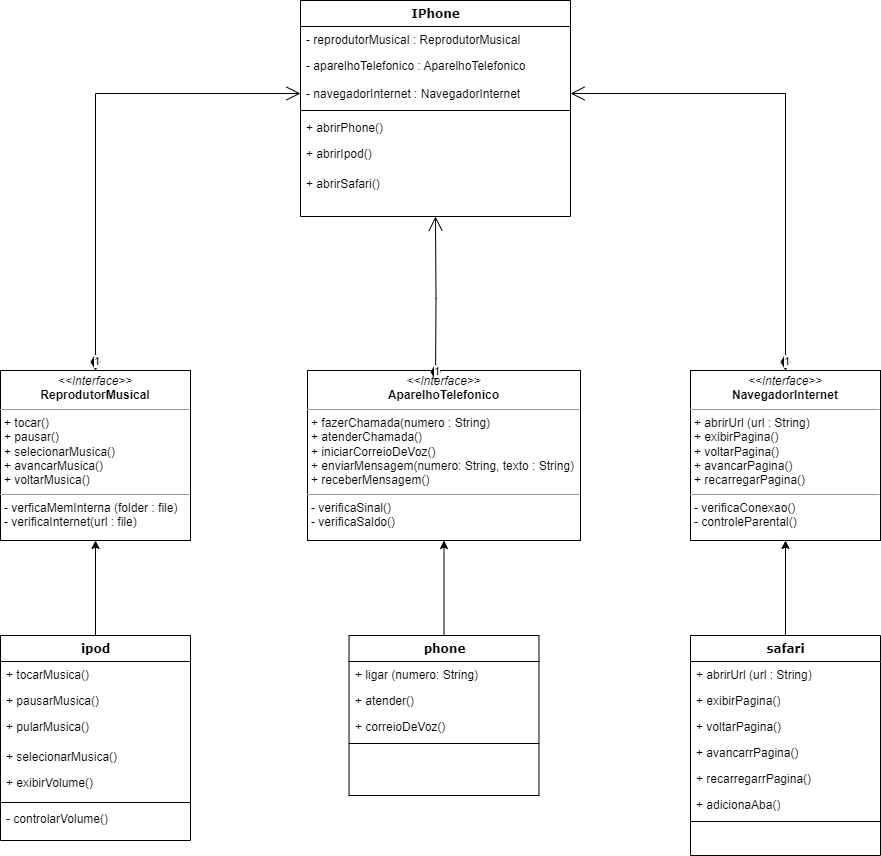 IPhone
- reprodutorMusical : ReprodutorMusical
- aparelhoTelefonico : AparelhoTelefonico
- navegadorInternet : NavegadorInternet
+ abrirPhone()
+ abrirIpod()
+ abrirSafari()
1
<<Interface>>
ReprodutorMusical
+ tocar()
+ pausar()
+ selecionarMusica()
+ avancarMusica()
+ voltarMusica()
- verficaMemInterna (folder : file)
- verificaInternet(url : file)
1
<<Interface>>
AparelhoTelefonico
+ fazerChamada(numero : String)
+ atenderChamada()
+ iniciarCorreioDeVoz()
+ enviarMensagem(numero: String, texto : String)
+ receberMensagem()
- verificaSinal()
- verificaSaldo()
1
<<Interface>>
NavegadorInternet
+ abrirUrl (url : String)
+ exibirPagina()
+ voltarPagina()
+ avancarPagina()
+ recarregarPagina()
- verificaConexao()
- controleParental()
ipod
+ tocarMusica()
+ pausarMusica()
+ pularMusica()
+ selecionarMusica()
+ exibirVolume()
- controlarVolume()
phone
+ ligar (numero: String)
+ atender()
+ correioDeVoz()
safari
+ abrirUrl (url : String)
+ exibirPagina()
+ voltarPagina()
+ avancarrPagina()
+ recarregarrPagina()
+ adicionaAba()